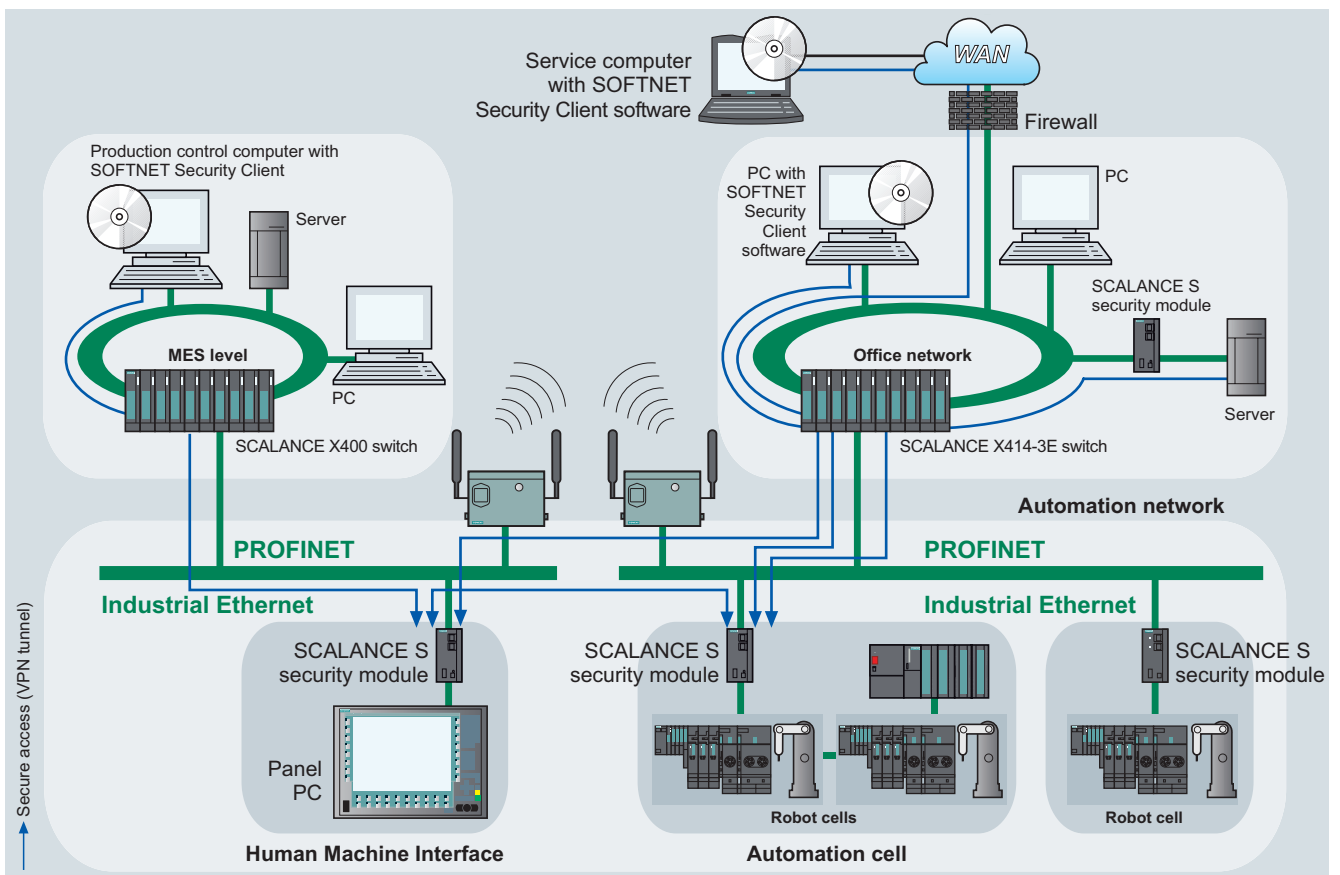 WAN
Service computer
with SOFTNET
Security Client software
Firewall
Production control computer with
SOFTNET Security Client
Server
MES level
PC
SCALANCE X400 switch
PC with
SOFTNET
Security
Client
software
PC
SCALANCE S
security module
Office network
Server
SCALANCE X414-3E switch
Automation network
PROFINET
PROFINET
Industrial Ethernet
Industrial Ethernet
SCALANCE S
security module
SCALANCE S
security module
SCALANCE S
security module
Panel
PC
Robot cells
Robot cell
Human Machine Interface
Automation cell
Secure access (VPN tunnel)